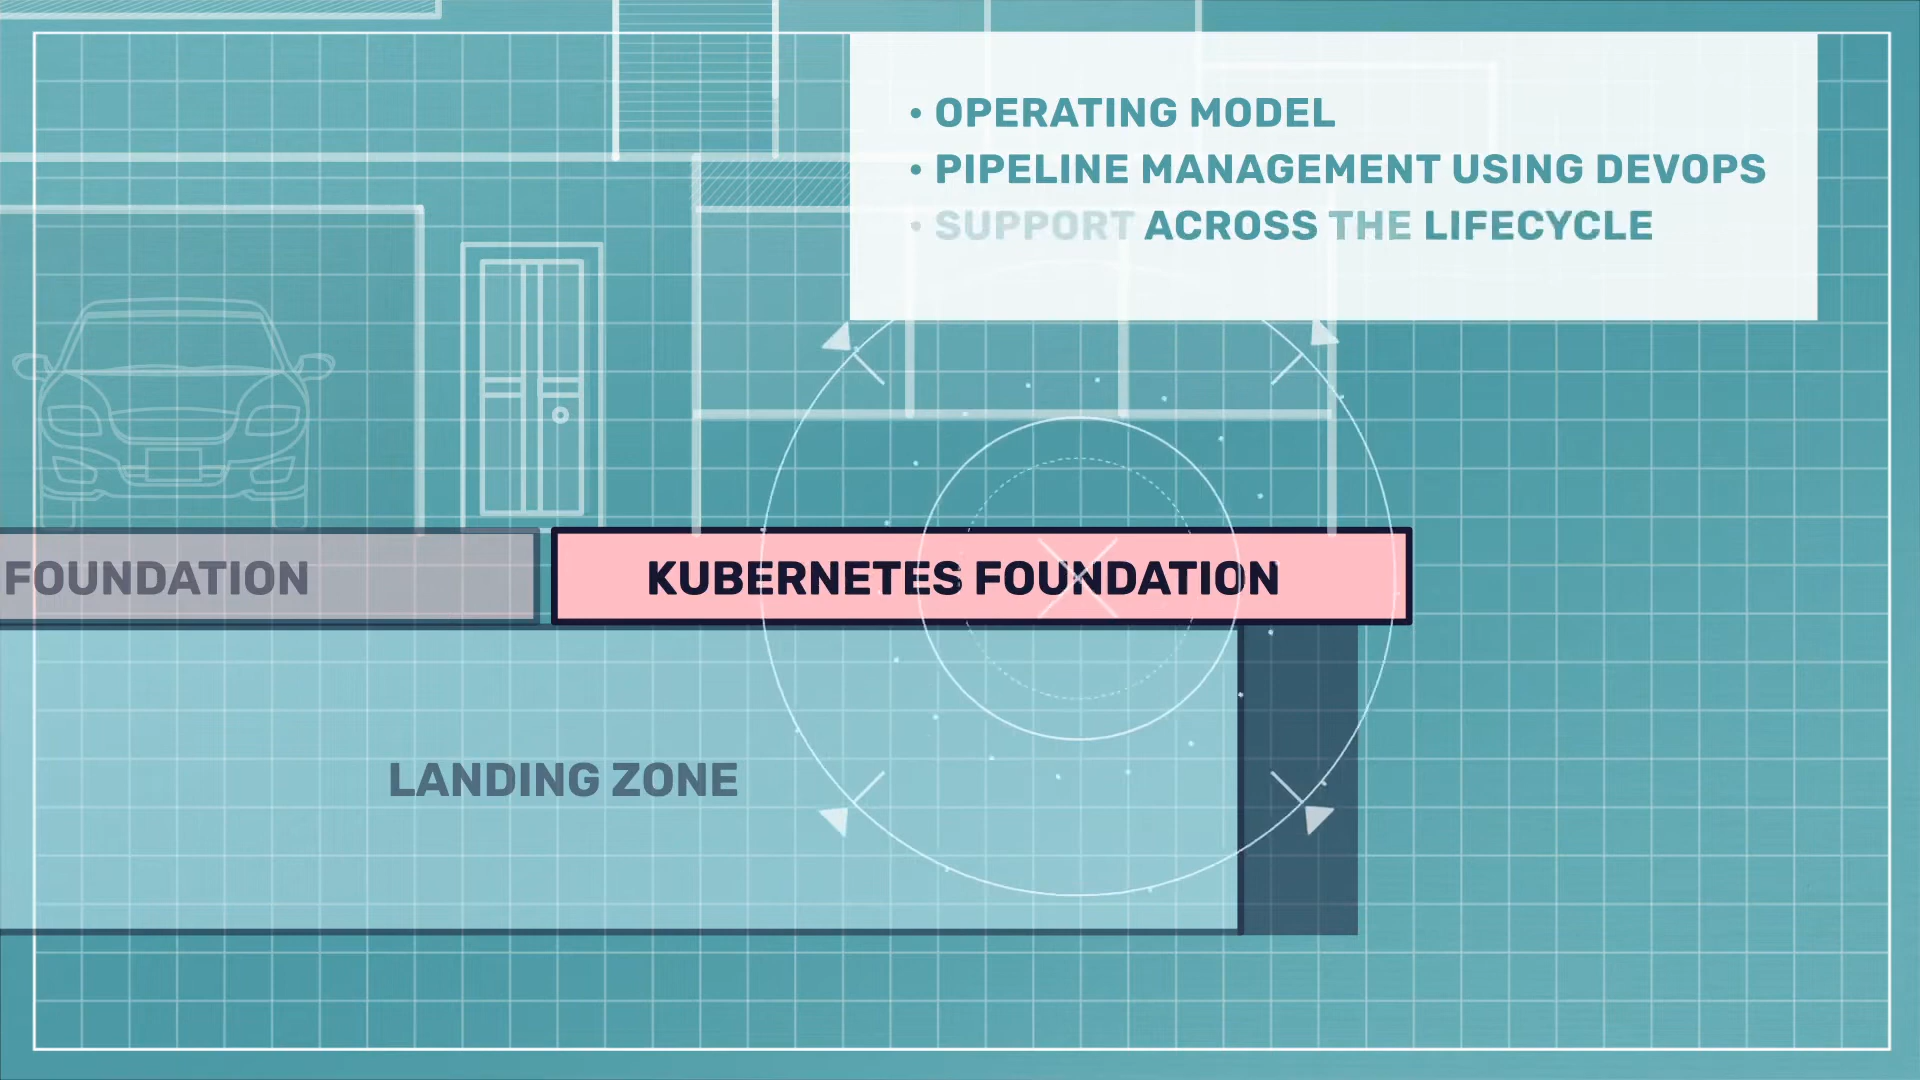 • OPERATING MODEL
• PIPELINE MANAGEMENT USING DEVOPS
• SUPPORT ACROSS THE LIFECYCLE
FOUNDATION
KUBERNETES FOUNDATION
LANDING ZONE